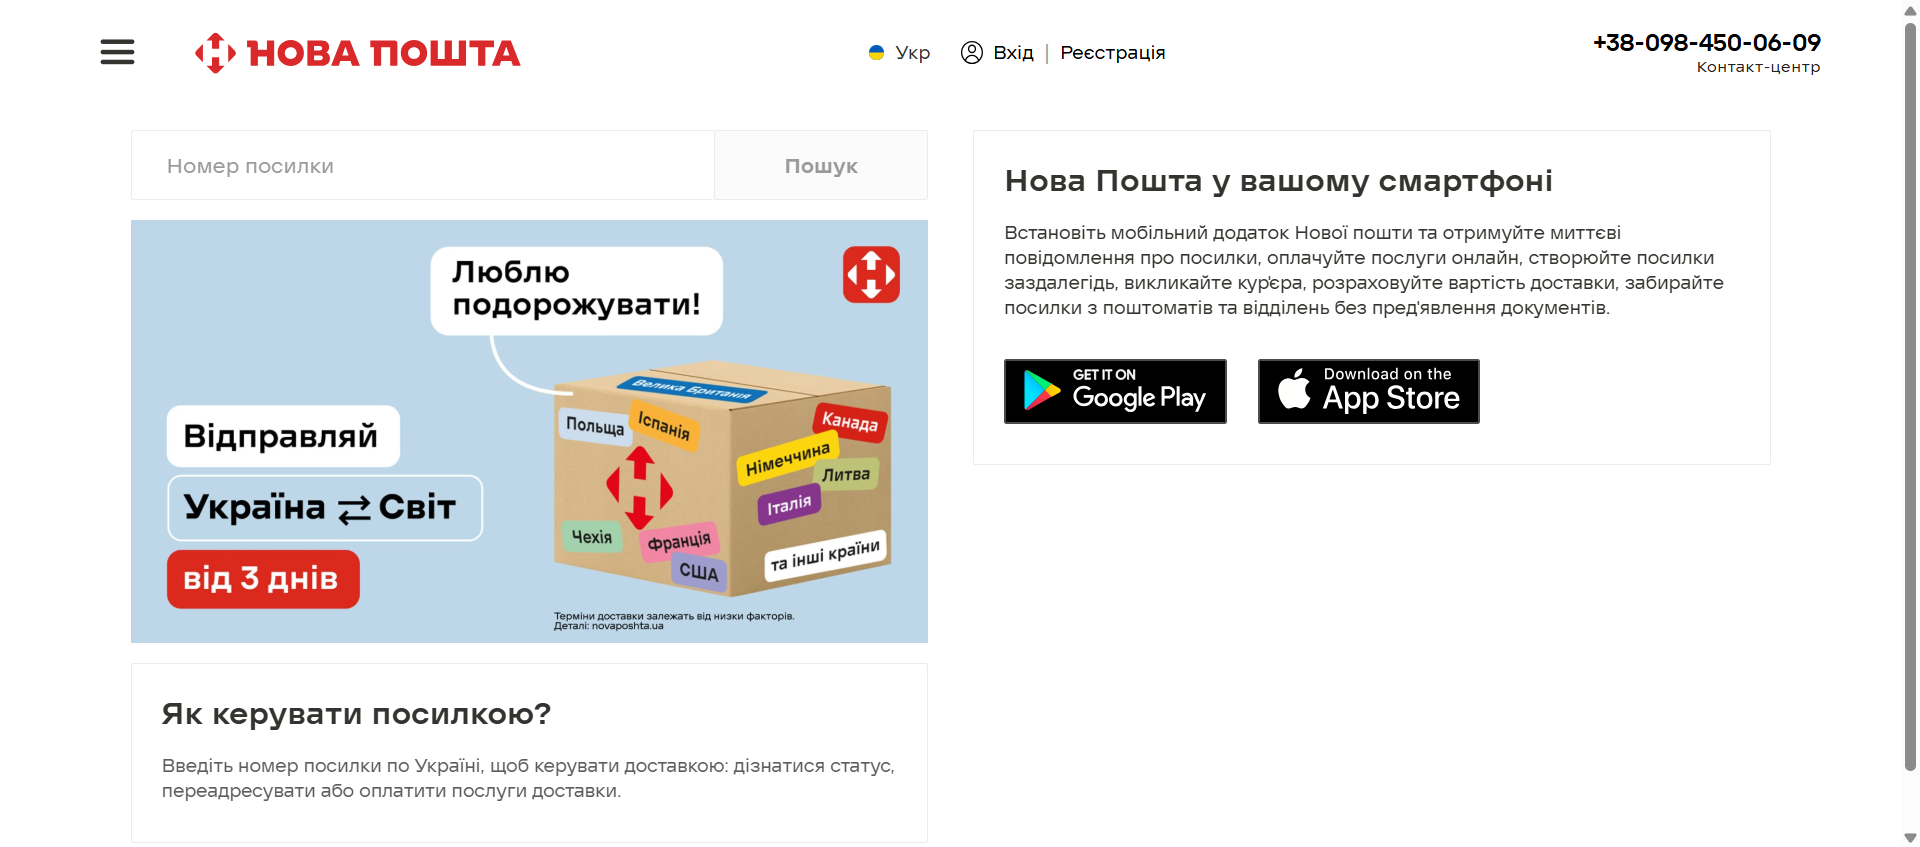 НОВА ПОШТА
Укр
Вхід | Реєстрація
+38-098-450-06-09
Контакт-центр
Номер посилки
Пошук
Люблю
подорожувати!
Відправляй
Україна ⇄ Світ
від 3 днів
Велика Британія
Польща
Іспанія
Канада
Німеччина
Литва
Італія
Чехія
Франція
США
та інші країни
Терміни доставки залежать від низки факторів.
Деталі: novaposhta.ua
Як керувати посилкою?
Введіть номер посилки по Україні, щоб керувати доставкою: дізнатися статус,
переадресувати або оплатити послуги доставки.
Нова Пошта у вашому смартфоні
Встановіть мобільний додаток Нової пошти та отримуйте миттєві
повідомлення про посилки, оплачуйте послуги онлайн, створюйте посилки
заздалегідь, викликайте кур'єра, розраховуйте вартість доставки, забирайте
посилки з поштоматів та відділень без пред'явлення документів.
GET IT ON
Google Play
Download on the
App Store